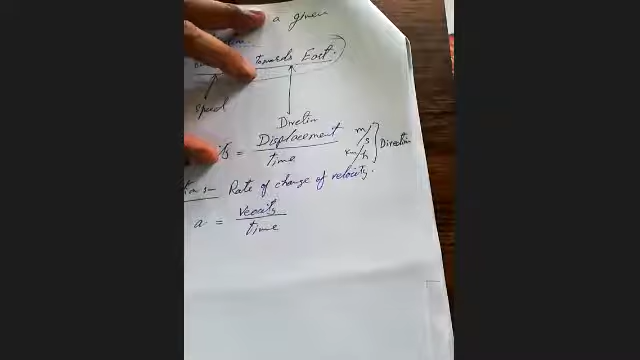 a given
towards East.
Speed
Direction
= Displacement / time m/s km/h Direction
Rate of change of velocity.
a = Velocity / time